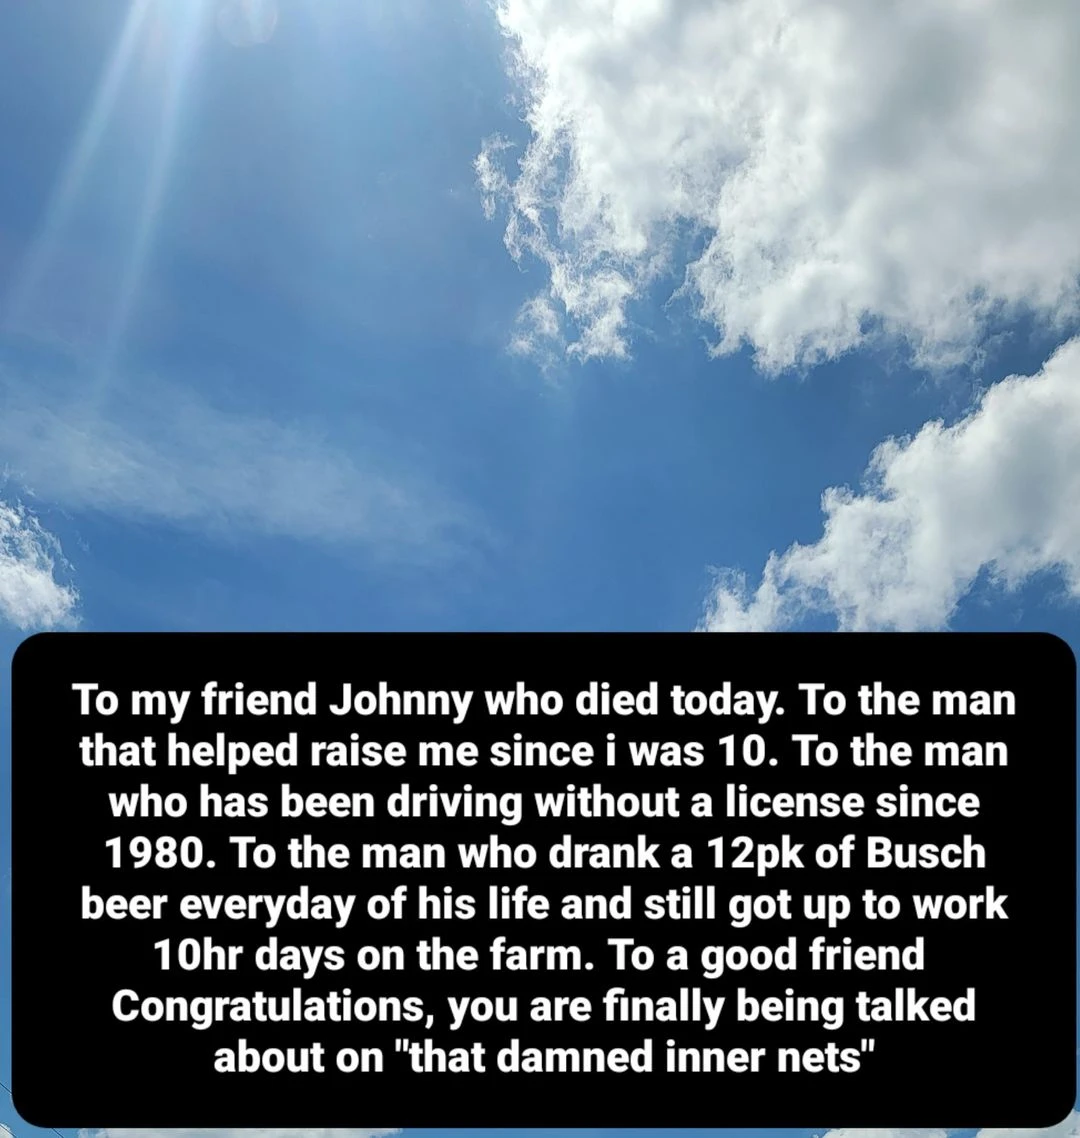 To my friend Johnny who died today. To the man
that helped raise me since i was 10. To the man
who has been driving without a license since
1980. To the man who drank a 12pk of Busch
beer everyday of his life and still got up to work
10hr days on the farm. To a good friend
Congratulations, you are finally being talked
about on "that damned inner nets"